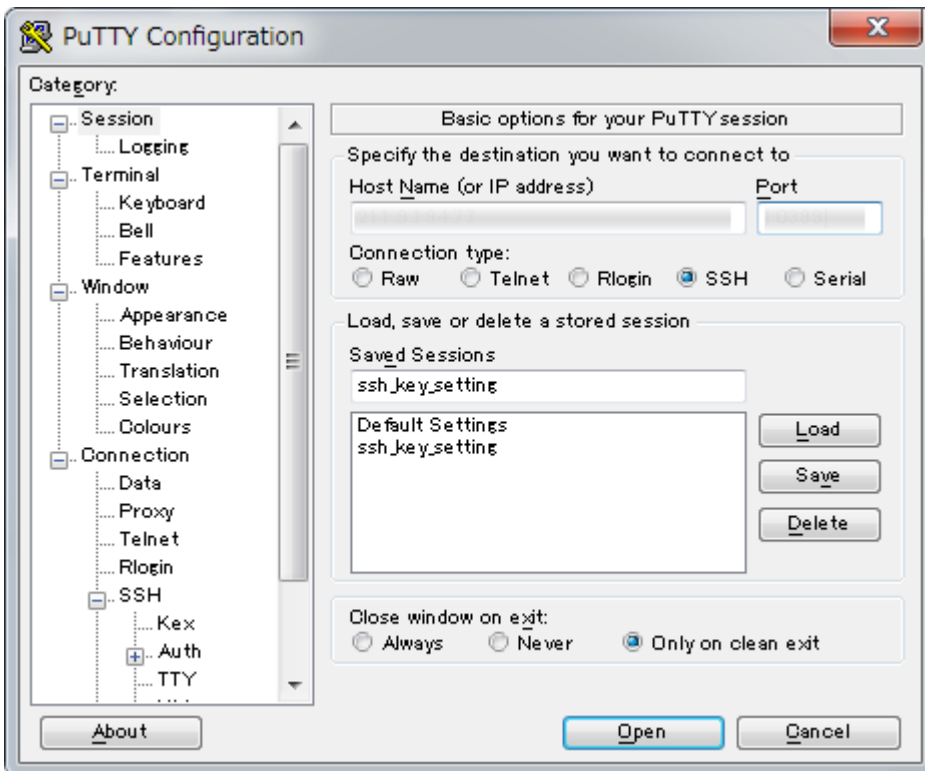 PuTTY Configuration
X
Category:
Session
Logging
Terminal
Keyboard
Bell
Features
Window
Appearance
Behaviour
Translation
Selection
Colours
Connection
Data
Proxy
Telnet
Rlogin
SSH
Kex
Auth
TTY
Basic options for your PuTTY session
Specify the destination you want to connect to
Host Name (or IP address) Port
Connection type:
Raw Telnet Rlogin SSH Serial
Load, save or delete a stored session
Saved Sessions
ssh_key_setting
Default Settings
ssh_key_setting
Load
Save
Delete
Close window on exit:
Always Never Only on clean exit
About Open Cancel